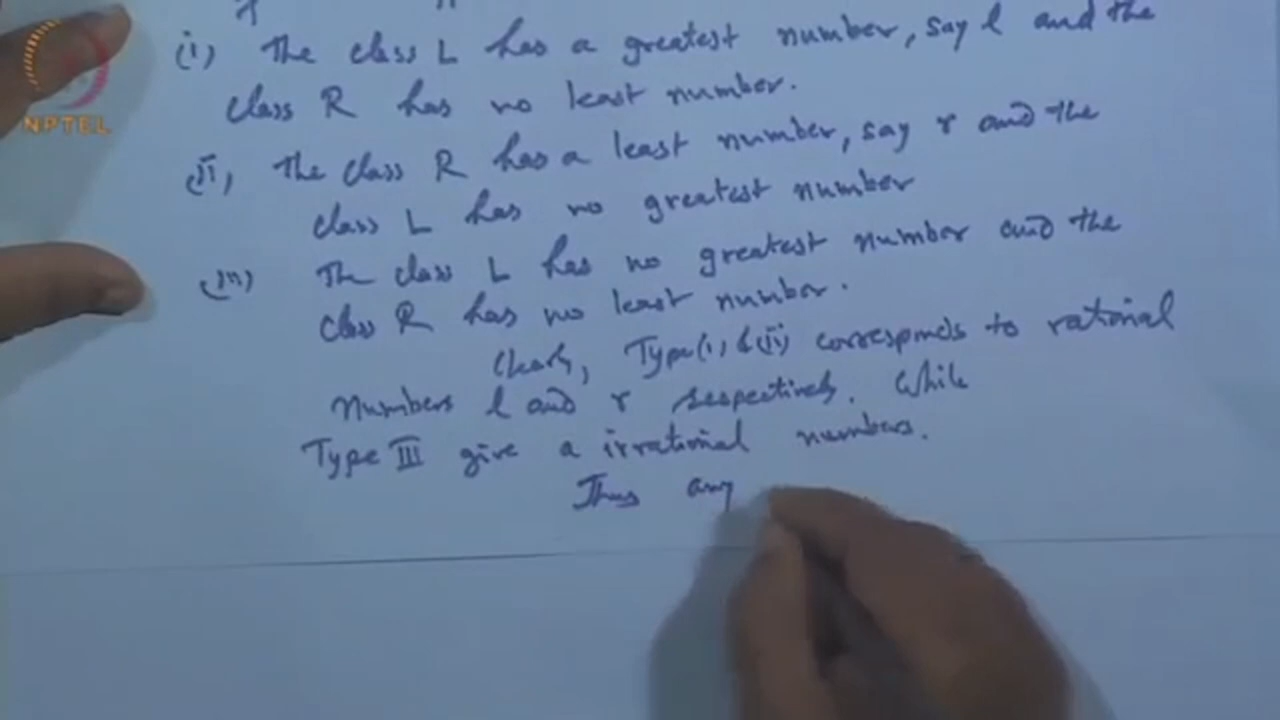 (i) The class L has a greatest number, say l and the
class R has no least number.
(ii) The class R has a least number, say r and the
class L has no greatest number
(iii) The class L has no greatest number and the
class R has no least number.
Clearly, Type (i) & (ii) corresponds to rational
Numbers l and r respectively. While
Type III give a irrational numbers.
Thus any
NPTEL